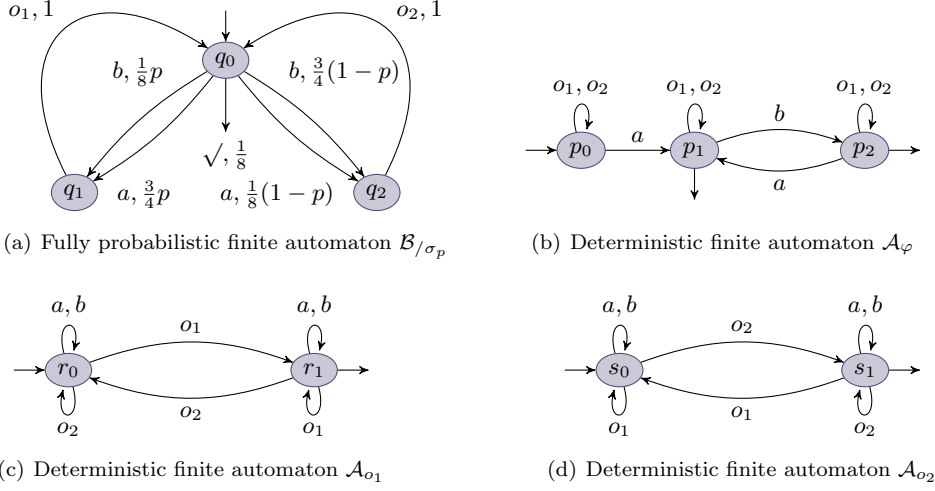 o₁, 1
o₂, 1
q₀
b, 1/8 p
b, 3/4 (1 − p)
√, 1/8
q₁
a, 3/4 p
a, 1/8 (1 − p)
q₂
(a) Fully probabilistic finite automaton 𝓑/σₚ
o₁, o₂
o₁, o₂
o₁, o₂
b
p₀
a
p₁
p₂
a
(b) Deterministic finite automaton 𝓐φ
a, b
a, b
o₁
r₀
r₁
o₂
o₂
o₁
(c) Deterministic finite automaton 𝓐o₁
a, b
a, b
o₂
s₀
s₁
o₁
o₁
o₂
(d) Deterministic finite automaton 𝓐o₂